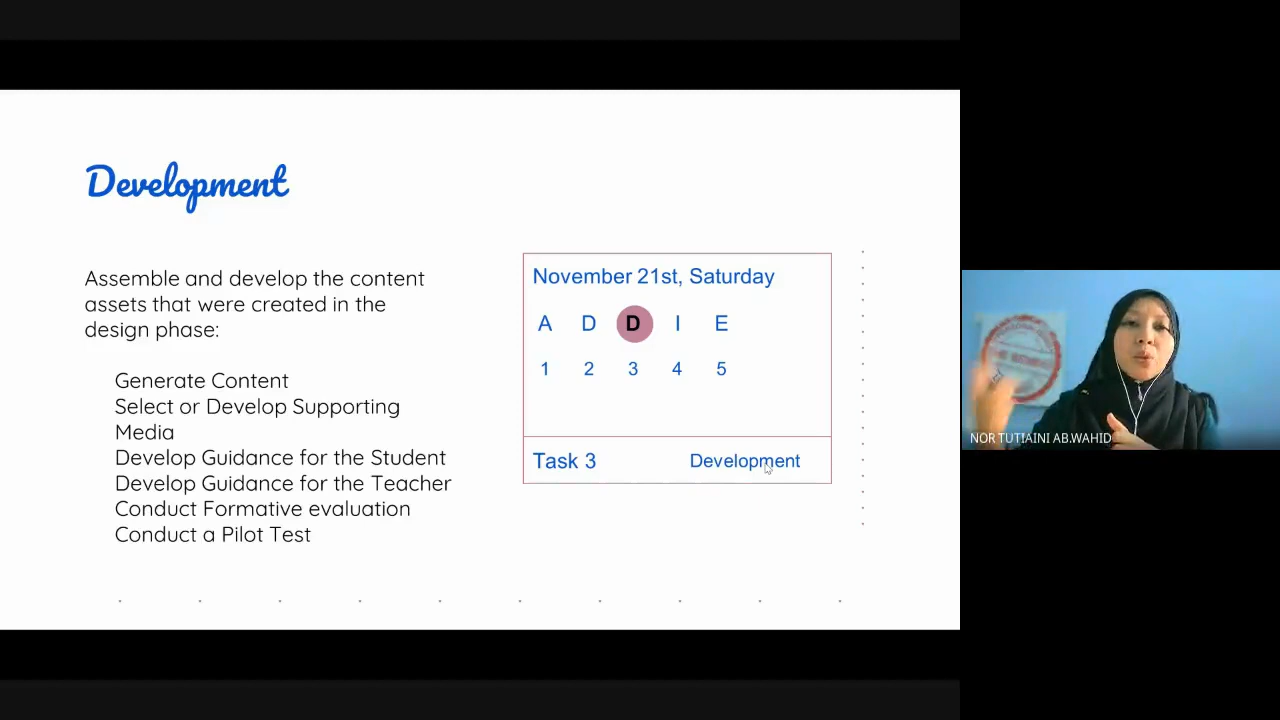 Development
Assemble and develop the content
assets that were created in the
design phase:
Generate Content
Select or Develop Supporting
Media
Develop Guidance for the Student
Develop Guidance for the Teacher
Conduct Formative evaluation
Conduct a Pilot Test
November 21st, Saturday
A D D I E
1 2 3 4 5
Task 3 Development
NOR TUTIAINI AB.WAHID